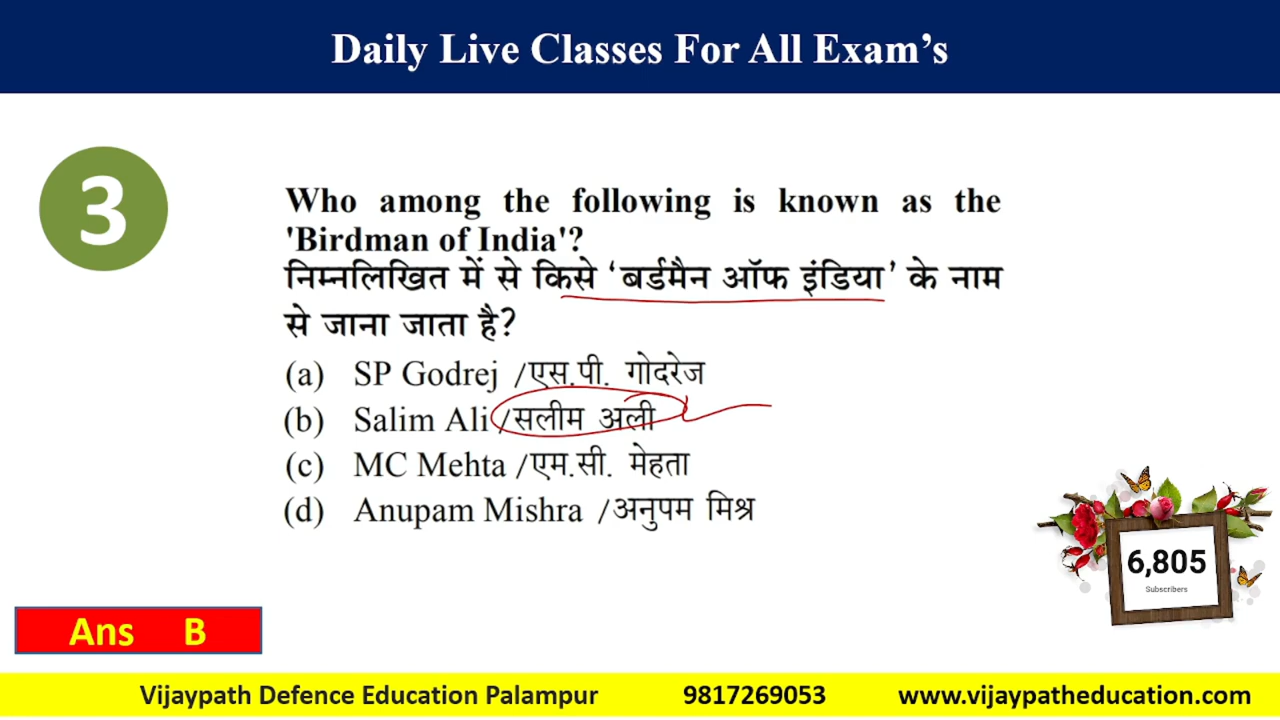 Daily Live Classes For All Exam’s
3
Who among the following is known as the
'Birdman of India'?
निम्नलिखित में से किसे ‘बर्डमैन ऑफ इंडिया’ के नाम
से जाना जाता है?
(a) SP Godrej /एस.पी. गोदरेज
(b) Salim Ali /सलीम अली
(c) MC Mehta /एम.सी. मेहता
(d) Anupam Mishra /अनुपम मिश्र
6,805
Subscribers
Ans B
Vijaypath Defence Education Palampur 9817269053 www.vijaypatheducation.com